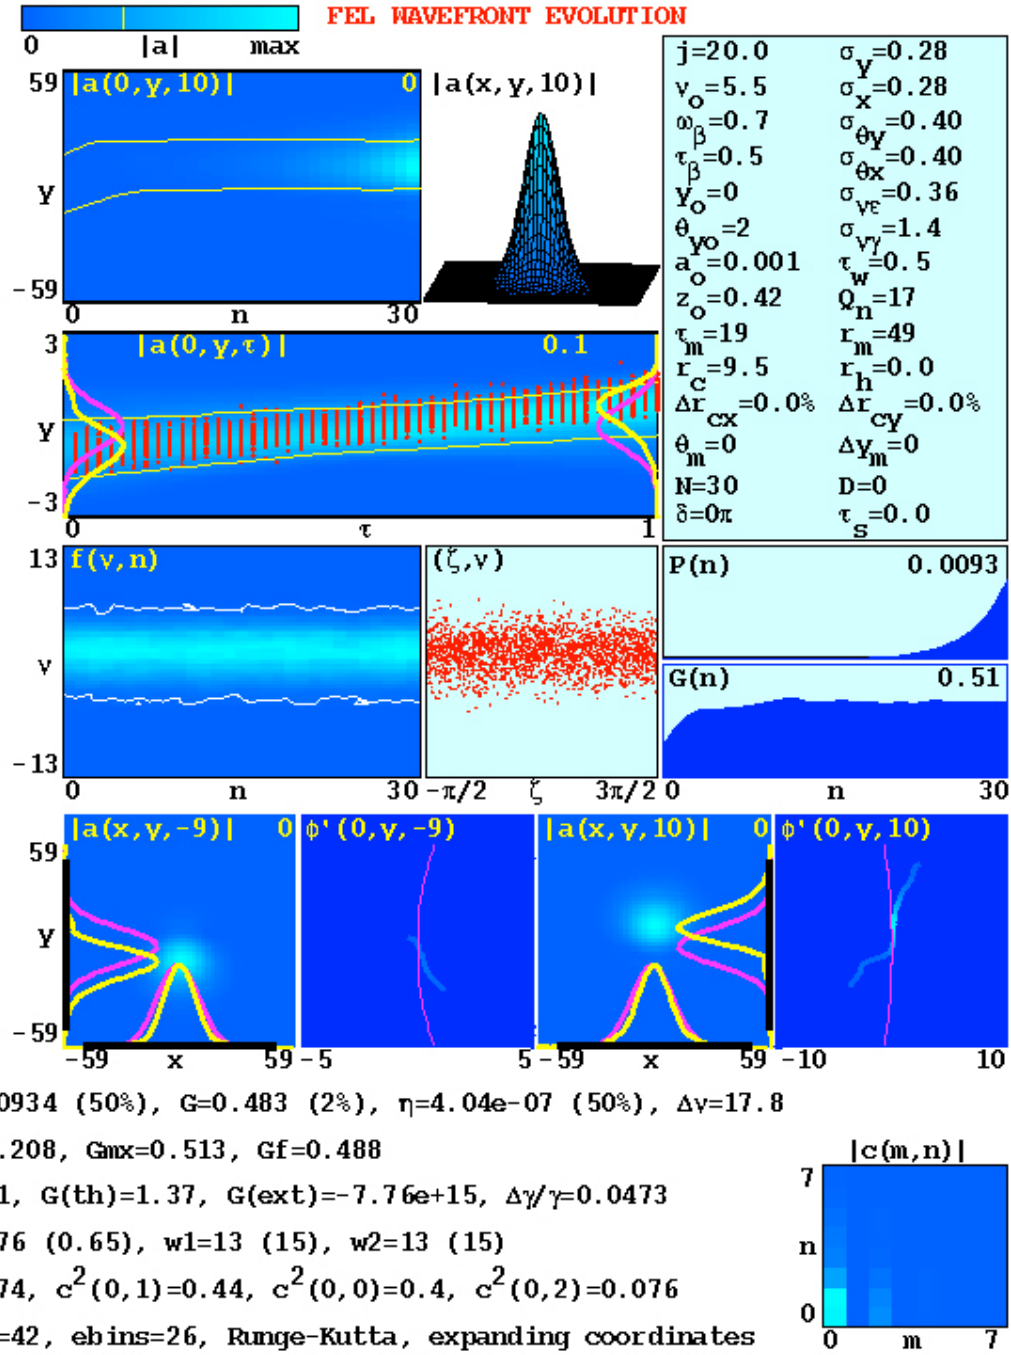 FEL WAVEFRONT EVOLUTION
0 |a| max
59 |a(0,y,10)| 0
y
-59
0 n 30
|a(x,y,10)|
j=20.0 σy=0.28
νo=5.5 σx=0.28
ωβ=0.7 σθy=0.40
τβ=0.5 σθx=0.40
yo=0 σνε=0.36
θyo=2 σνγ=1.4
ao=0.001 τw=0.5
zo=0.42 Qn=17
τm=19 rm=49
rc=9.5 rh=0.0
Δrcx=0.0% Δrcy=0.0%
θm=0 Δym=0
N=30 D=0
δ=0π τs=0.0
3 |a(0,y,τ)| 0.1
y
-3
0 τ 1
13 f(ν,n)
ν
-13
0 n 30
(ζ,ν)
-π/2 ζ 3π/2
P(n) 0.0093
G(n) 0.51
0 n 30
59 |a(x,y,-9)| 0
y
-59
-59 x 59
ϕ'(0,y,-9)
-5 5
|a(x,y,10)| 0
-59 x 59
ϕ'(0,y,10)
-10 10
0934 (50%), G=0.483 (2%), η=4.04e-07 (50%), Δν=17.8
.208, Gmx=0.513, Gf=0.488
1, G(th)=1.37, G(ext)=-7.76e+15, Δγ/γ=0.0473
76 (0.65), w1=13 (15), w2=13 (15)
74, c²(0,1)=0.44, c²(0,0)=0.4, c²(0,2)=0.076
=42, ebins=26, Runge-Kutta, expanding coordinates
|c(m,n)|
7
n
0
0 m 7